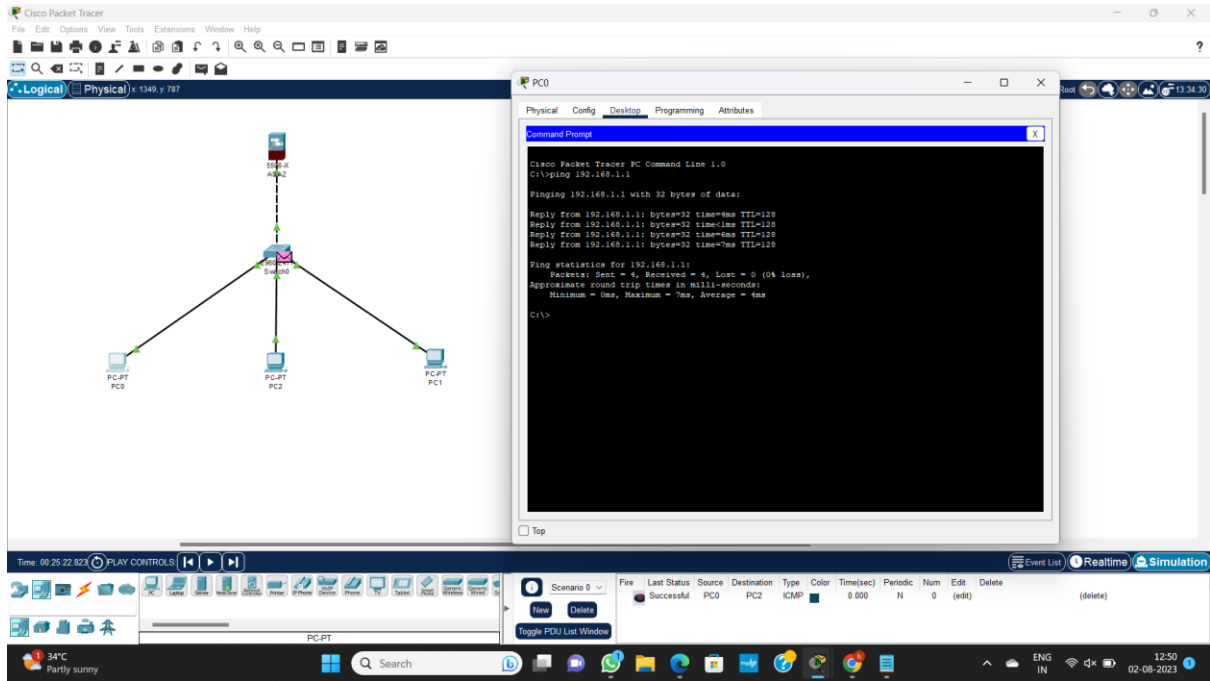 Cisco Packet Tracer
File Edit Options View Tools Extensions Window Help
?
Logical Physical x: 1349, y: 787
Root 13:34:30
PC0
Physical Config Desktop Programming Attributes
Command Prompt
X
Cisco Packet Tracer PC Command Line 1.0
C:\>ping 192.168.1.1
Pinging 192.168.1.1 with 32 bytes of data:
Reply from 192.168.1.1: bytes=32 time=4ms TTL=128
Reply from 192.168.1.1: bytes=32 time<1ms TTL=128
Reply from 192.168.1.1: bytes=32 time=6ms TTL=128
Reply from 192.168.1.1: bytes=32 time=7ms TTL=128
Ping statistics for 192.168.1.1:
Packets: Sent = 4, Received = 4, Lost = 0 (0% loss),
Approximate round trip times in milli-seconds:
Minimum = 0ms, Maximum = 7ms, Average = 4ms
C:\>
Top
Switch0
PC-PT
PC0
PC-PT
PC2
PC-PT
PC1
Time: 00:25:22.823 PLAY CONTROLS:
Event List Realtime Simulation
PC-PT
Scenario 0
New Delete
Toggle PDU List Window
Fire Last Status Source Destination Type Color Time(sec) Periodic Num Edit Delete
Successful PC0 PC2 ICMP 0.000 N 0 (edit) (delete)
34°C
Partly sunny
Search
ENG
IN
12:50
02-08-2023